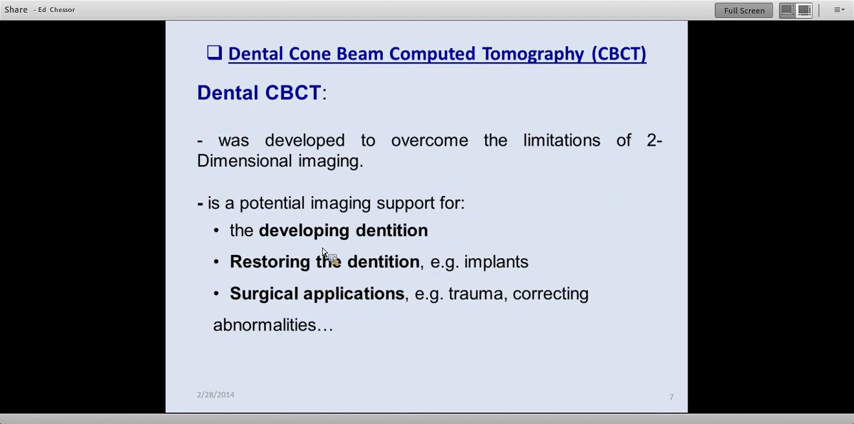 Share - Ed Chessor
Full Screen
❑ Dental Cone Beam Computed Tomography (CBCT)
Dental CBCT:
- was developed to overcome the limitations of 2-
Dimensional imaging.
- is a potential imaging support for:
• the developing dentition
• Restoring the dentition, e.g. implants
• Surgical applications, e.g. trauma, correcting
abnormalities…
2/28/2014
7